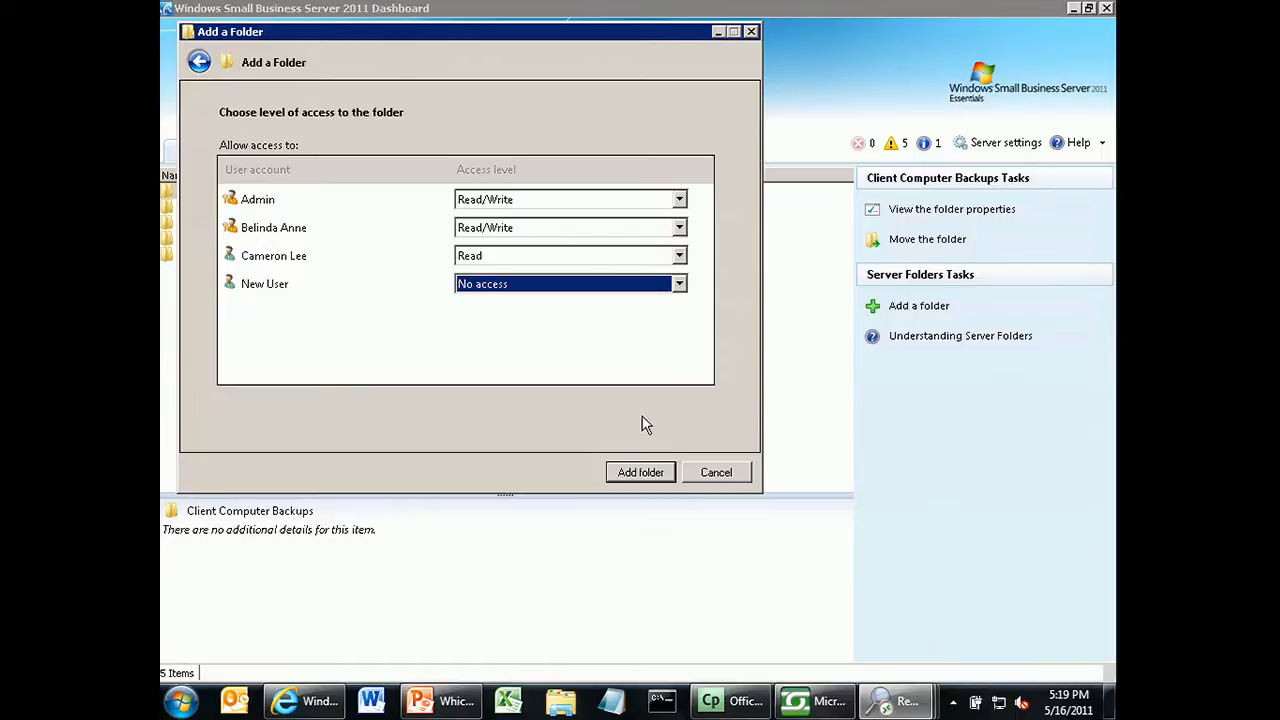 Windows Small Business Server 2011 Dashboard
Add a Folder
Add a Folder
Windows Small Business Server 2011
Essentials
Choose level of access to the folder
0 5 1 Server settings Help
Allow access to:
User account Access level
Admin Read/Write
Belinda Anne Read/Write
Cameron Lee Read
New User No access
Add folder Cancel
Client Computer Backups Tasks
View the folder properties
Move the folder
Server Folders Tasks
Add a folder
Understanding Server Folders
Client Computer Backups
There are no additional details for this item.
5 Items
Wind... Whic... Cp Offic... Micr... Re...
5:19 PM
5/16/2011